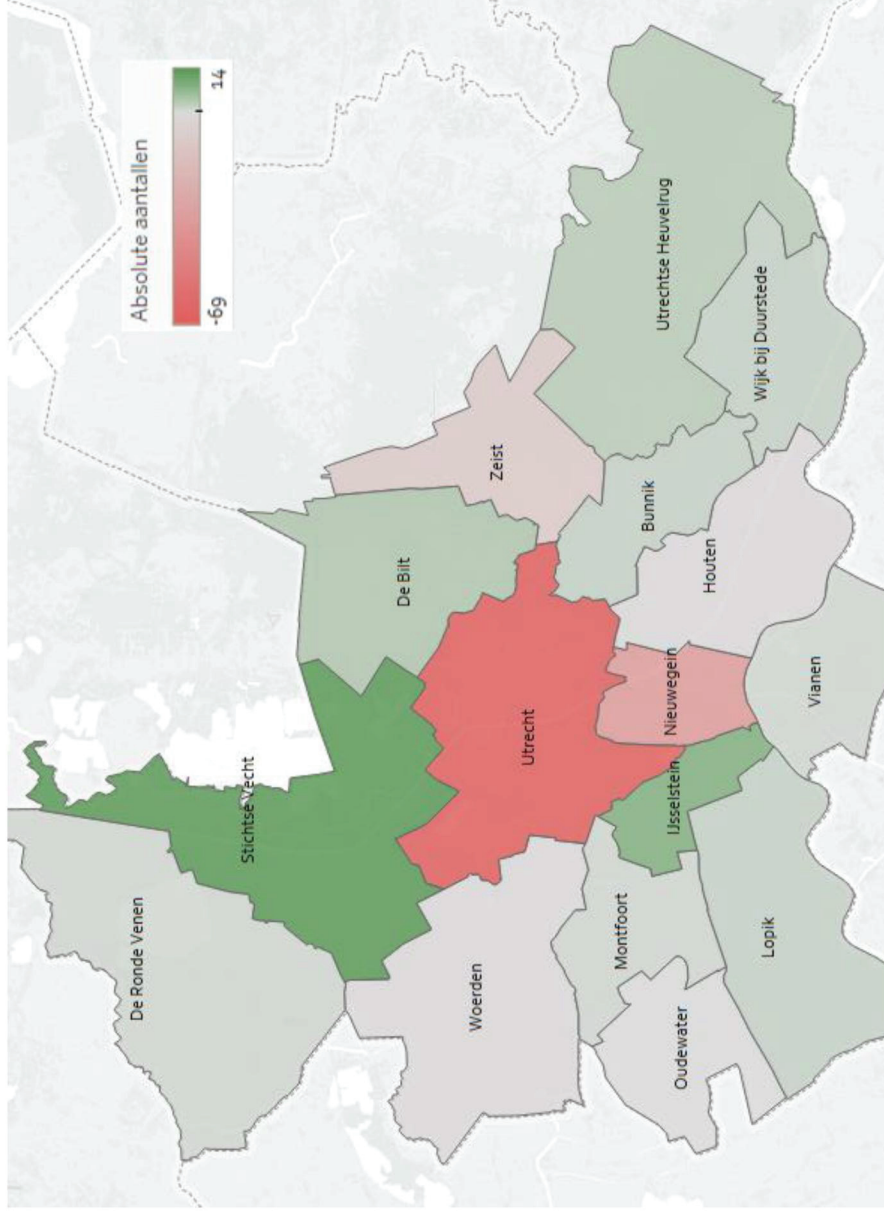 Absolute aantallen
-69 14
De Ronde Venen
Stichtse Vecht
De Bilt
Zeist
Woerden
Utrecht
Utrechtse Heuvelrug
Bunnik
Wijk bij Duurstede
Houten
Nieuwegein
IJsselstein
Montfoort
Oudewater
Lopik
Vianen